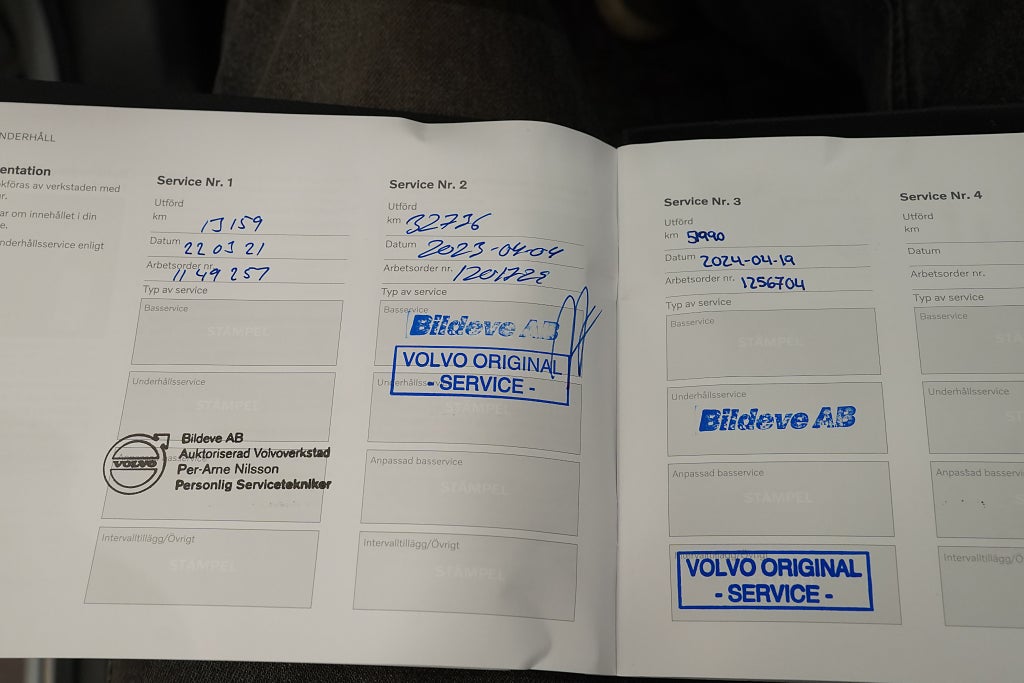 NDERHÅLL
entation
kföras av verkstaden med
r.
ar om innehållet i din
e.
nderhållsservice enligt
Service Nr. 1
Utförd
km
Datum 22 03 21
Arbetsorder nr. 1149257
Typ av service
Basservice
STÄMPEL
Underhållsservice
STÄMPEL
Bildeve AB
Auktoriserad Volvoverkstad
Per-Arne Nilsson
Personlig Servicetekniker
VOLVO
Intervalltillägg/Övrigt
STÄMPEL
Service Nr. 2
Utförd
km 32736
Datum 2023-04-04
Arbetsorder nr. 1201722
Typ av service
Basservice
Bildeve AB
VOLVO ORIGINAL
- SERVICE -
STÄMPEL
Anpassad basservice
STÄMPEL
Intervalltillägg/Övrigt
STÄMPEL
Service Nr. 3
Utförd
km
Datum 2024-04-19
Arbetsorder nr. 1256704
Typ av service
Basservice
STÄMPEL
Underhållsservice
Bildeve AB
Anpassad basservice
STÄMPEL
VOLVO ORIGINAL
- SERVICE -
Service Nr. 4
Utförd
km
Datum
Arbetsorder nr.
Typ av service
Basservice
STÄ
Underhållsservice
Anpassad basservice
Intervalltillägg/Ö